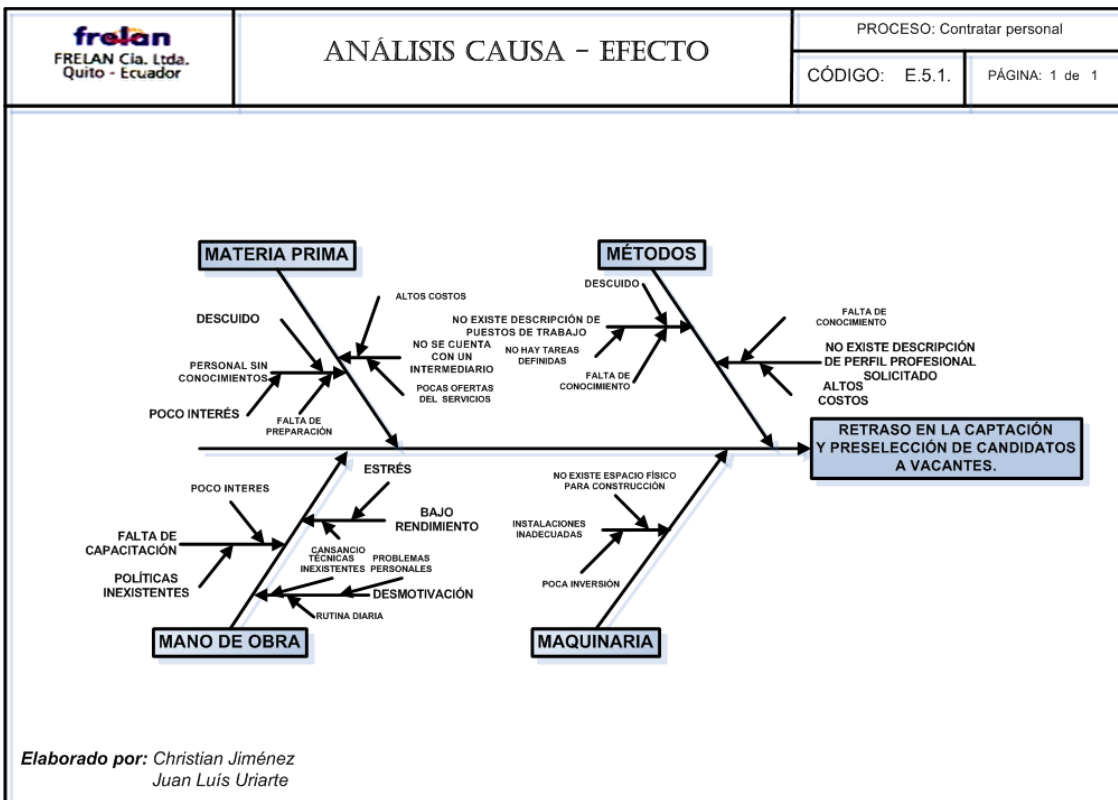 frelan
FRELAN Cia. Ltda.
Quito - Ecuador
ANÁLISIS CAUSA - EFECTO
PROCESO: Contratar personal
CÓDIGO: E.5.1.
PÁGINA: 1 de 1
MATERIA PRIMA
ALTOS COSTOS
DESCUIDO
NO SE CUENTA
CON UN
INTERMEDIARIO
PERSONAL SIN
CONOCIMIENTOS
POCAS OFERTAS
DEL SERVICIOS
POCO INTERÉS
FALTA DE
PREPARACIÓN
MÉTODOS
DESCUIDO
NO EXISTE DESCRIPCIÓN DE
PUESTOS DE TRABAJO
NO HAY TAREAS
DEFINIDAS
FALTA DE
CONOCIMIENTO
FALTA DE
CONOCIMIENTO
NO EXISTE DESCRIPCIÓN
DE PERFIL PROFESIONAL
SOLICITADO
ALTOS
COSTOS
RETRASO EN LA CAPTACIÓN
Y PRESELECCIÓN DE CANDIDATOS
A VACANTES.
ESTRÉS
POCO INTERES
BAJO
RENDIMIENTO
FALTA DE
CAPACITACIÓN
CANSANCIO
TÉCNICAS
INEXISTENTES
PROBLEMAS
PERSONALES
POLÍTICAS
INEXISTENTES
DESMOTIVACIÓN
RUTINA DIARIA
MANO DE OBRA
NO EXISTE ESPACIO FÍSICO
PARA CONSTRUCCIÓN
INSTALACIONES
INADECUADAS
POCA INVERSIÓN
MAQUINARIA
Elaborado por: Christian Jiménez
Juan Luís Uriarte